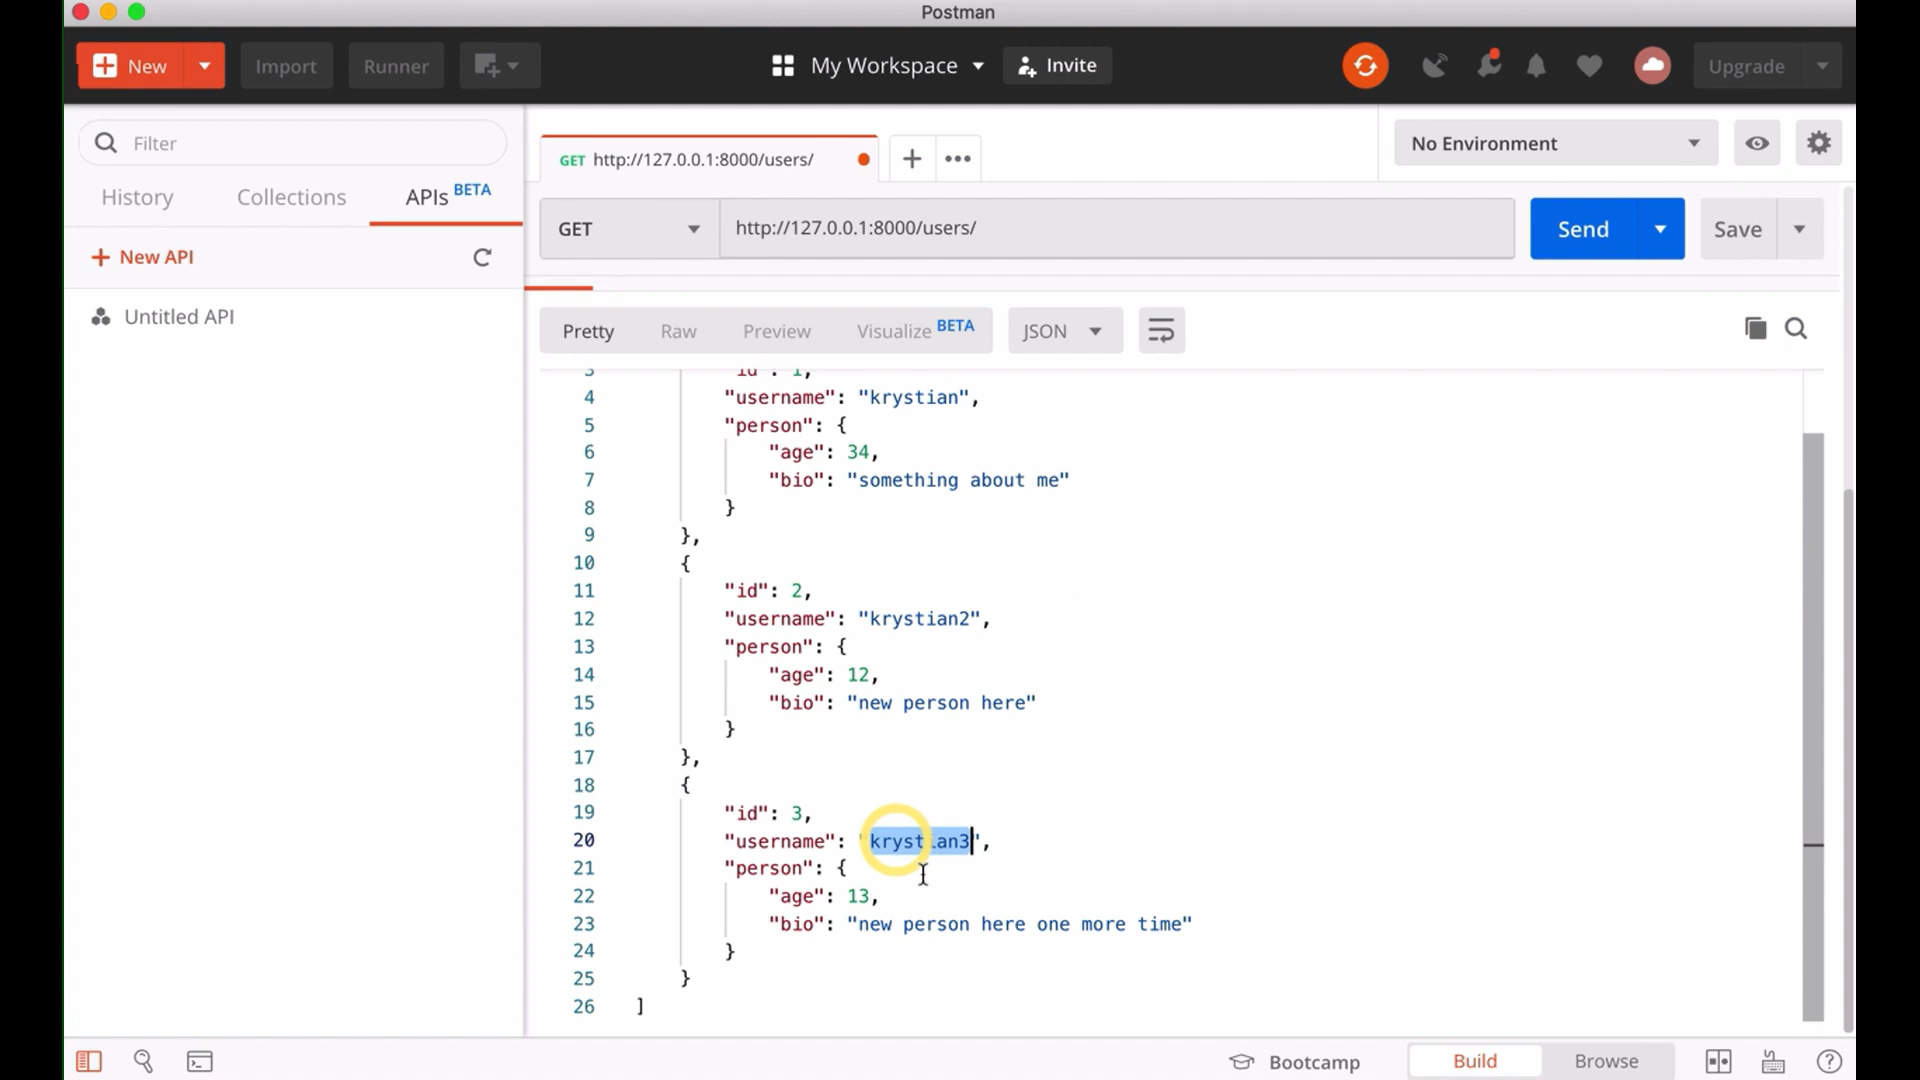 Postman
New
Import
Runner
My Workspace
Invite
Upgrade
Filter
History
Collections
APIs BETA
New API
Untitled API
GET http://127.0.0.1:8000/users/
No Environment
GET
http://127.0.0.1:8000/users/
Send
Save
Pretty
Raw
Preview
Visualize BETA
JSON
3 "id": 1,
4 "username": "krystian",
5 "person": {
6 "age": 34,
7 "bio": "something about me"
8 }
9 },
10 {
11 "id": 2,
12 "username": "krystian2",
13 "person": {
14 "age": 12,
15 "bio": "new person here"
16 }
17 },
18 {
19 "id": 3,
20 "username": "krystian3",
21 "person": {
22 "age": 13,
23 "bio": "new person here one more time"
24 }
25 }
26 ]
Bootcamp
Build
Browse